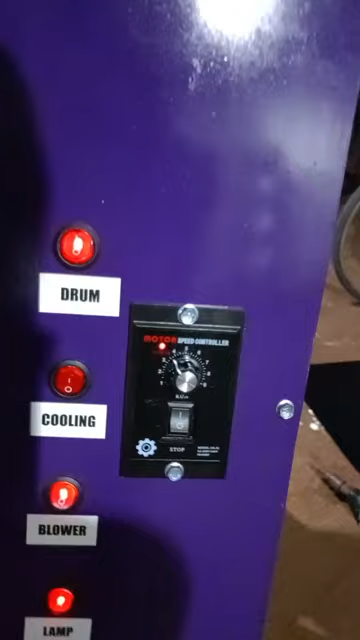 DRUM
MOTOR SPEED CONTROLLER
COOLING
STOP
BLOWER
LAMP